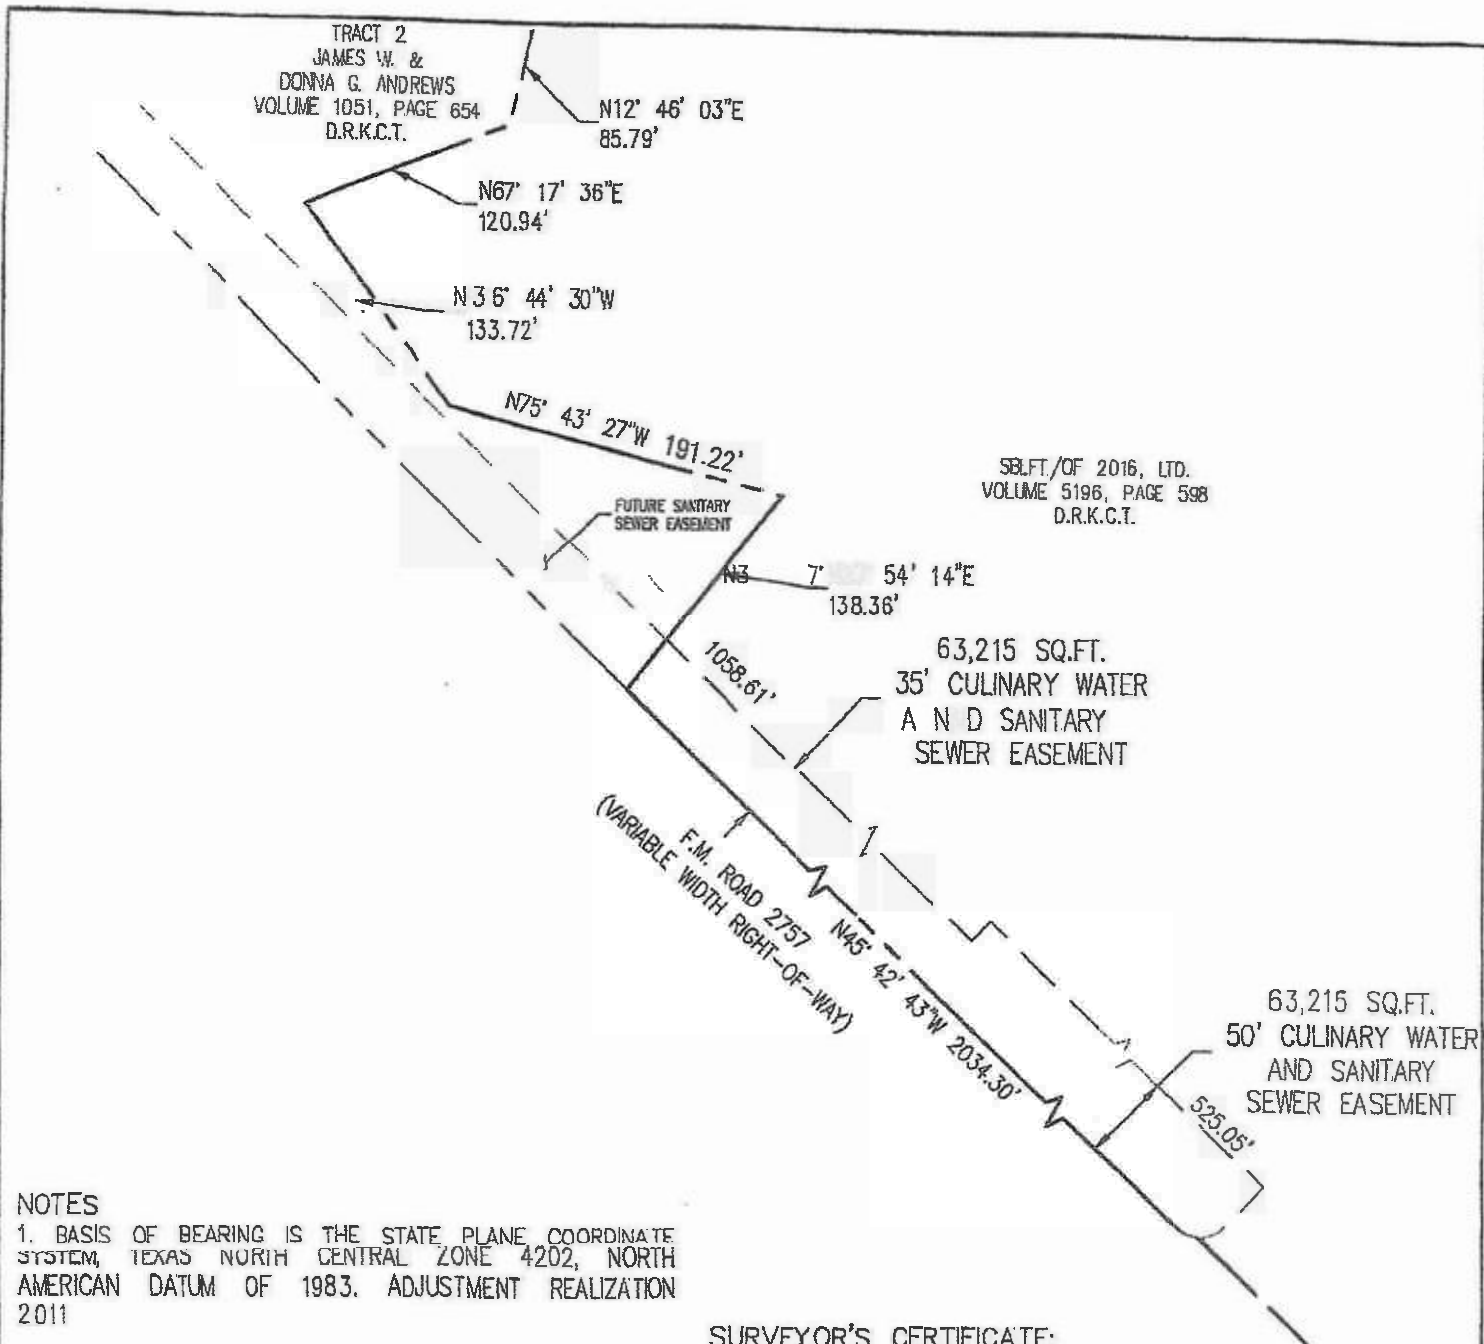 TRACT 2
JAMES W. &
DONNA G. ANDREWS
VOLUME 1051, PAGE 654
D.R.K.C.T.
N12° 46' 03"E
85.79'
N67° 17' 36"E
120.94'
N 3 6° 44' 30"W
133.72'
N75° 43' 27"W 191.22'
FUTURE SANITARY
SEWER EASEMENT
2016, LTD.
VOLUME 5196, PAGE 598
D.R.K.C.T.
N3 7° 54' 14"E
138.36'
1058.61'
63,215 SQ.FT.
35' CULINARY WATER
A N D SANITARY
SEWER EASEMENT
F.M. ROAD 2757
(VARIABLE WIDTH RIGHT-OF-WAY)
N45° 42' 43"W 2034.30'
63,215 SQ.FT.
50' CULINARY WATER
AND SANITARY
SEWER EASEMENT
525.05'
NOTES
1. BASIS OF BEARING IS THE STATE PLANE COORDINATE
SYSTEM, TEXAS NORTH CENTRAL ZONE 4202, NORTH
AMERICAN DATUM OF 1983. ADJUSTMENT REALIZATION
2011
SURVEYOR'S CERTIFICATE: